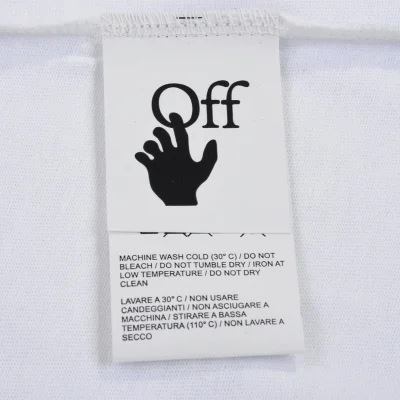 Off
MACHINE WASH COLD (30° C) / DO NOT
BLEACH / DO NOT TUMBLE DRY / IRON AT
LOW TEMPERATURE / DO NOT DRY
CLEAN
LAVARE A 30° C / NON USARE
CANDEGGIANTI / NON ASCIUGARE A
MACCHINA / STIRARE A BASSA
TEMPERATURA (110° C) / NON LAVARE A
SECCO